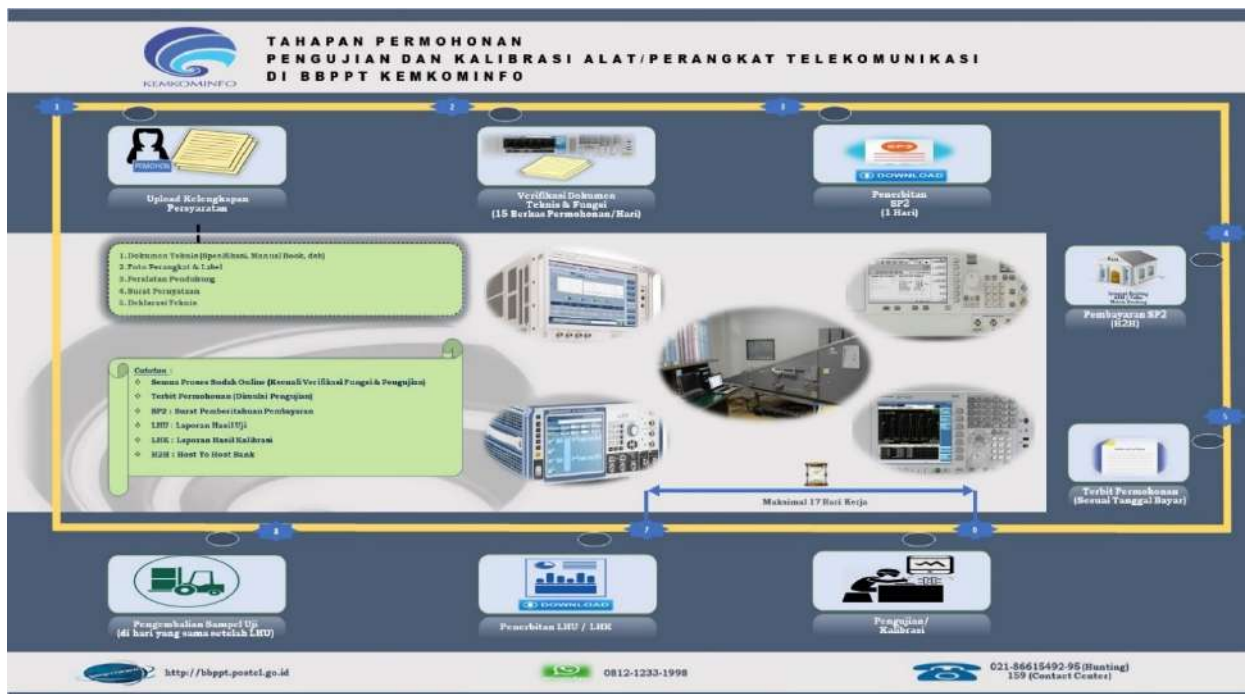 TAHAPAN PERMOHONAN
PENGUJIAN DAN KALIBRASI ALAT/PERANGKAT TELEKOMUNIKASI
DI BBPPT KEMKOMINFO
KEMKOMINFO
1
2
3
PEMOHON
Upload Kelengkapan
Persyaratan
Verifikasi Dokumen
Teknis & Fungsi
(15 Berkas Permohonan/Hari)
SP2
DOWNLOAD
Penerbitan
SP2
(1 Hari)
1. Dokumen Teknis (Spesifikasi, Manual Book, dsb)
2. Foto Perangkat & Label
3. Peralatan Pendukung
4. Surat Pernyataan
5. Deklarasi Teknis
4
Pembayaran SP2
(H2H)
Catatan :
Semua Proses Sudah Online (Kecuali Verifikasi Fungsi & Pengujian)
Terbit Permohonan (Dimulai Pengujian)
SP2 : Surat Pemberitahuan Pembayaran
LHU : Laporan Hasil Uji
LHK : Laporan Hasil Kalibrasi
H2H : Host To Host Bank
5
Terbit Permohonan
(Sesuai Tanggal Bayar)
Maksimal 17 Hari Kerja
8
7
6
Pengembalian Sampel Uji
(di hari yang sama setelah LHU)
DOWNLOAD
Penerbitan LHU / LHK
Pengujian/
Kalibrasi
http://bbppt.postel.go.id
0812-1233-1998
021-86615492-95 (Hunting)
159 (Contact Center)